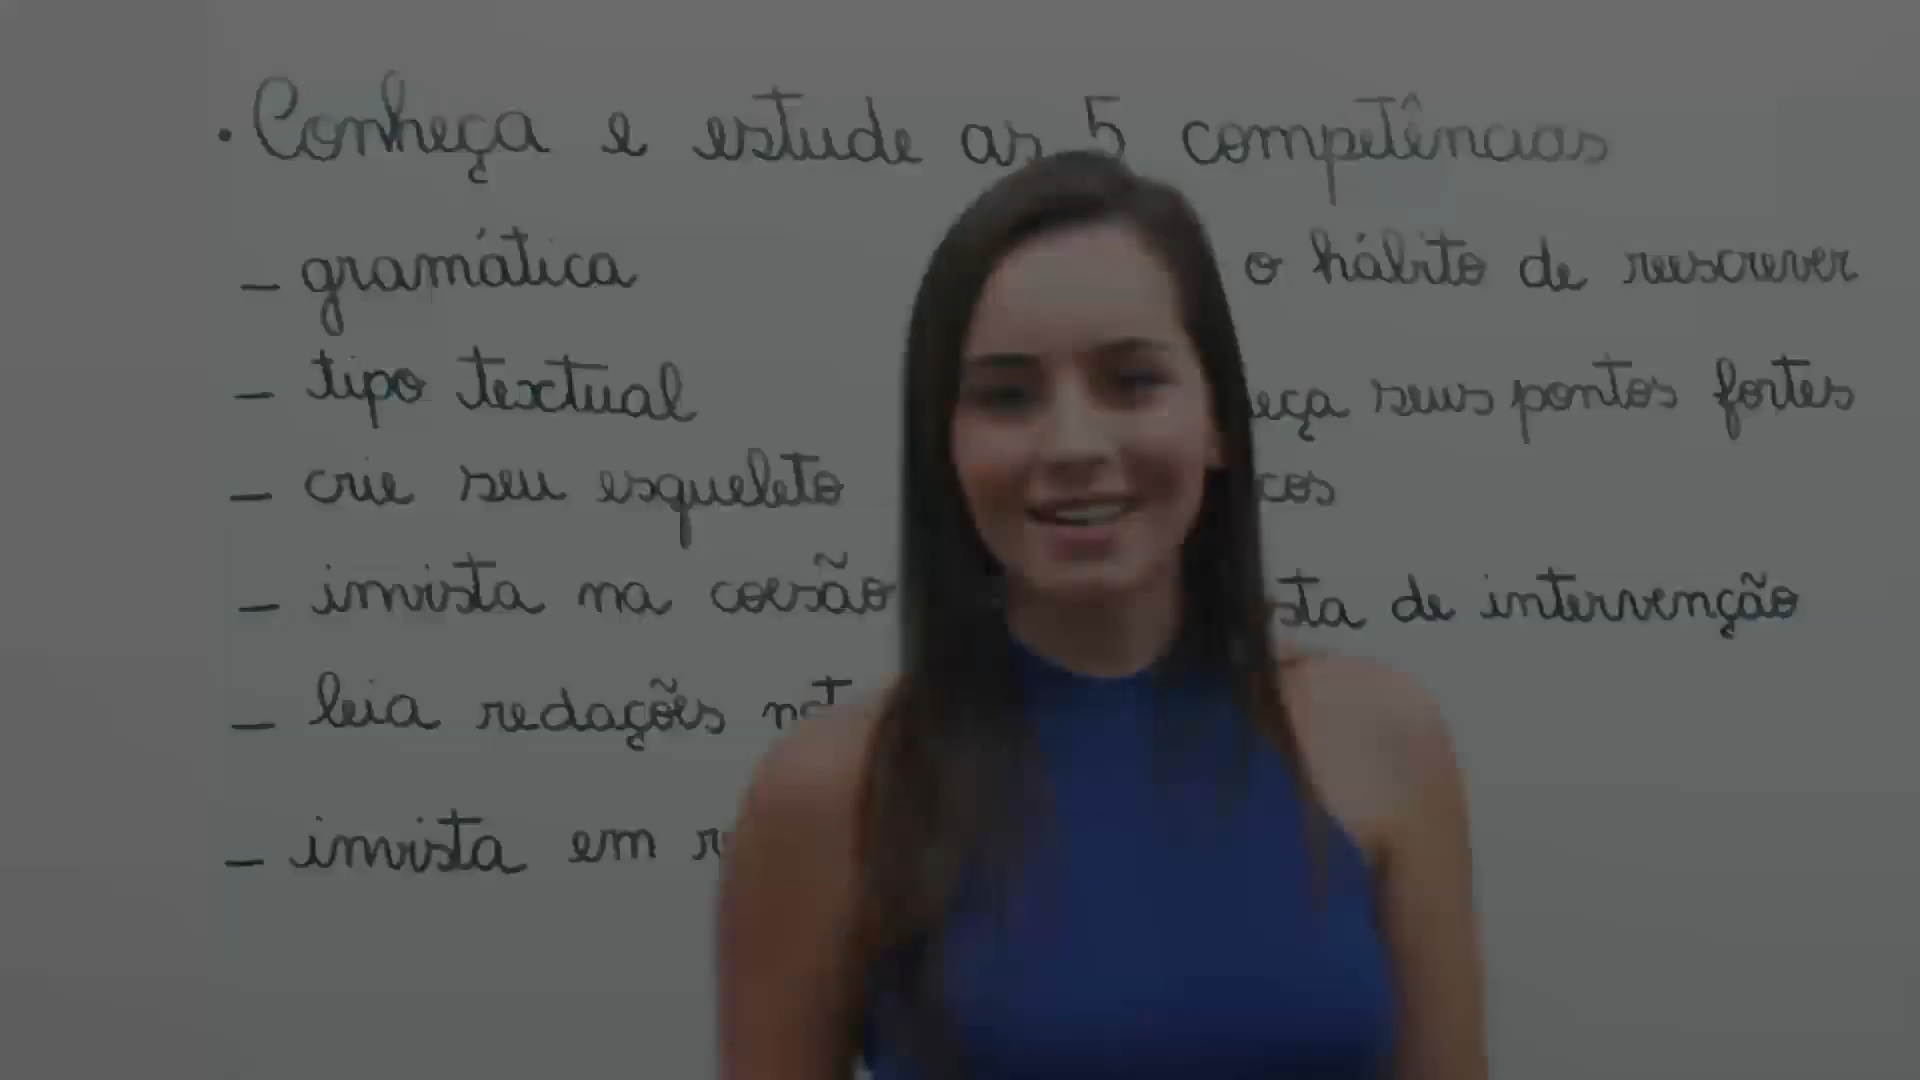 • Conheça e estude as 5 competências
– gramática
– tipo textual
– crie seu esqueleto
– invista na coesão
– leia redações
– invista em
o hábito de reescrever
seus pontos fortes
de intervenção